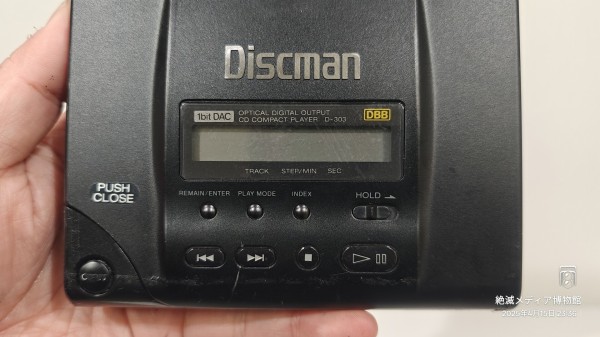 Discman
1bit DAC
OPTICAL DIGITAL OUTPUT
CD COMPACT PLAYER D-303
DBB
TRACK STEP/MIN SEC
REMAIN/ENTER PLAY MODE INDEX
HOLD
PUSH
CLOSE
絶滅メディア博物館